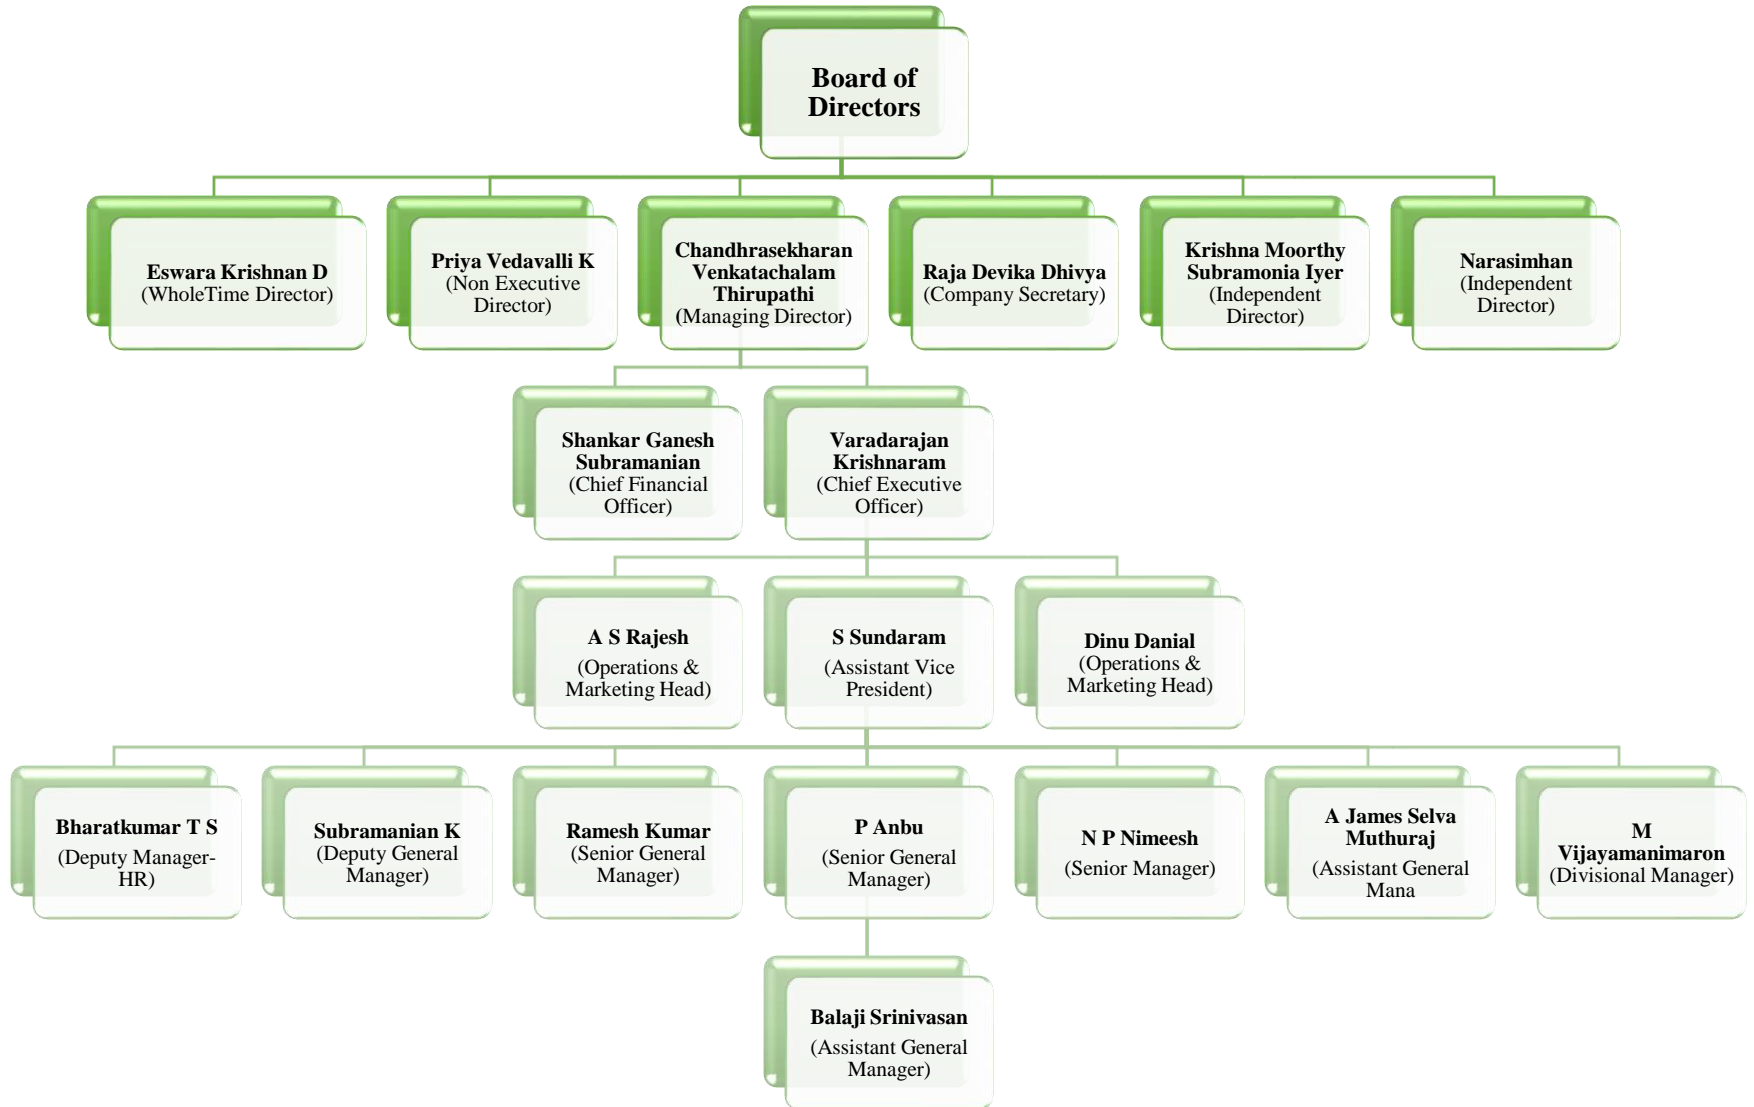 Board of
Directors
Eswara Krishnan D
(WholeTime Director)
Priya Vedavalli K
(Non Executive
Director)
Chandhrasekharan
Venkatachalam
Thirupathi
(Managing Director)
Raja Devika Dhivya
(Company Secretary)
Krishna Moorthy
Subramonia Iyer
(Independent
Director)
Narasimhan
(Independent
Director)
Shankar Ganesh
Subramanian
(Chief Financial
Officer)
Varadarajan
Krishnaram
(Chief Executive
Officer)
A S Rajesh
(Operations &
Marketing Head)
S Sundaram
(Assistant Vice
President)
Dinu Danial
(Operations &
Marketing Head)
Bharatkumar T S
(Deputy Manager-
HR)
Subramanian K
(Deputy General
Manager)
Ramesh Kumar
(Senior General
Manager)
P Anbu
(Senior General
Manager)
N P Nimeesh
(Senior Manager)
A James Selva
Muthuraj
(Assistant General
Mana
M
Vijayamanimaron
(Divisional Manager)
Balaji Srinivasan
(Assistant General
Manager)